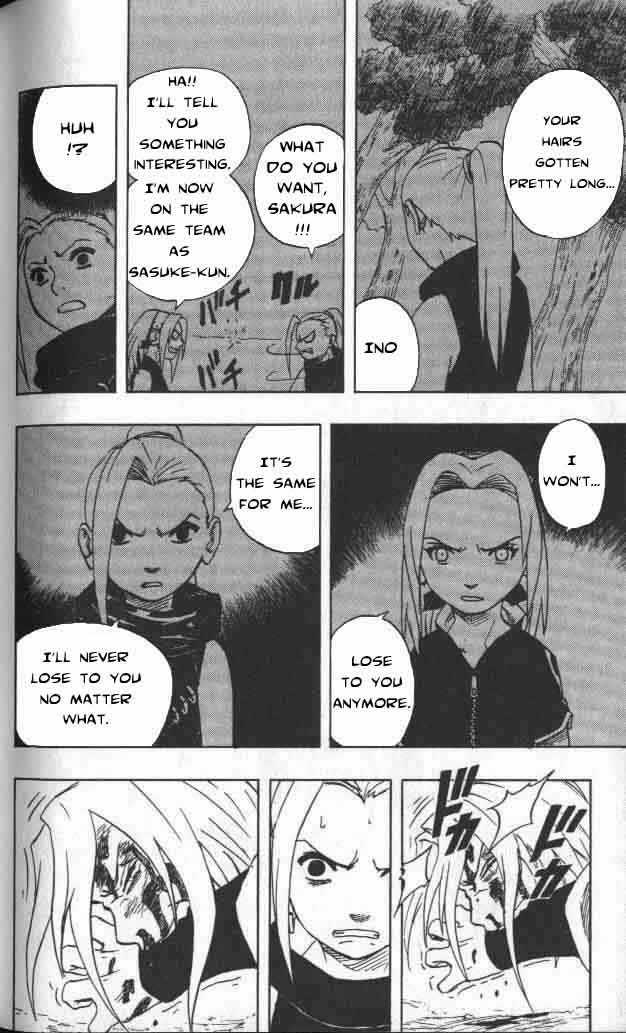 YOUR
HAIRS
GOTTEN
PRETTY LONG...
INO
WHAT
DO YOU
WANT,
SAKURA
!!!
クルッ
HA!!
I'LL TELL
YOU
SOMETHING
INTERESTING.
I'M NOW
ON THE
SAME TEAM
AS
SASUKE-KUN.
バチ
バチ
HUH
!?
I
WON'T...
LOSE
TO YOU
ANYMORE.
IT'S
THE SAME
FOR ME...
I'LL NEVER
LOSE TO YOU
NO MATTER
WHAT.
ドカ
ドカ